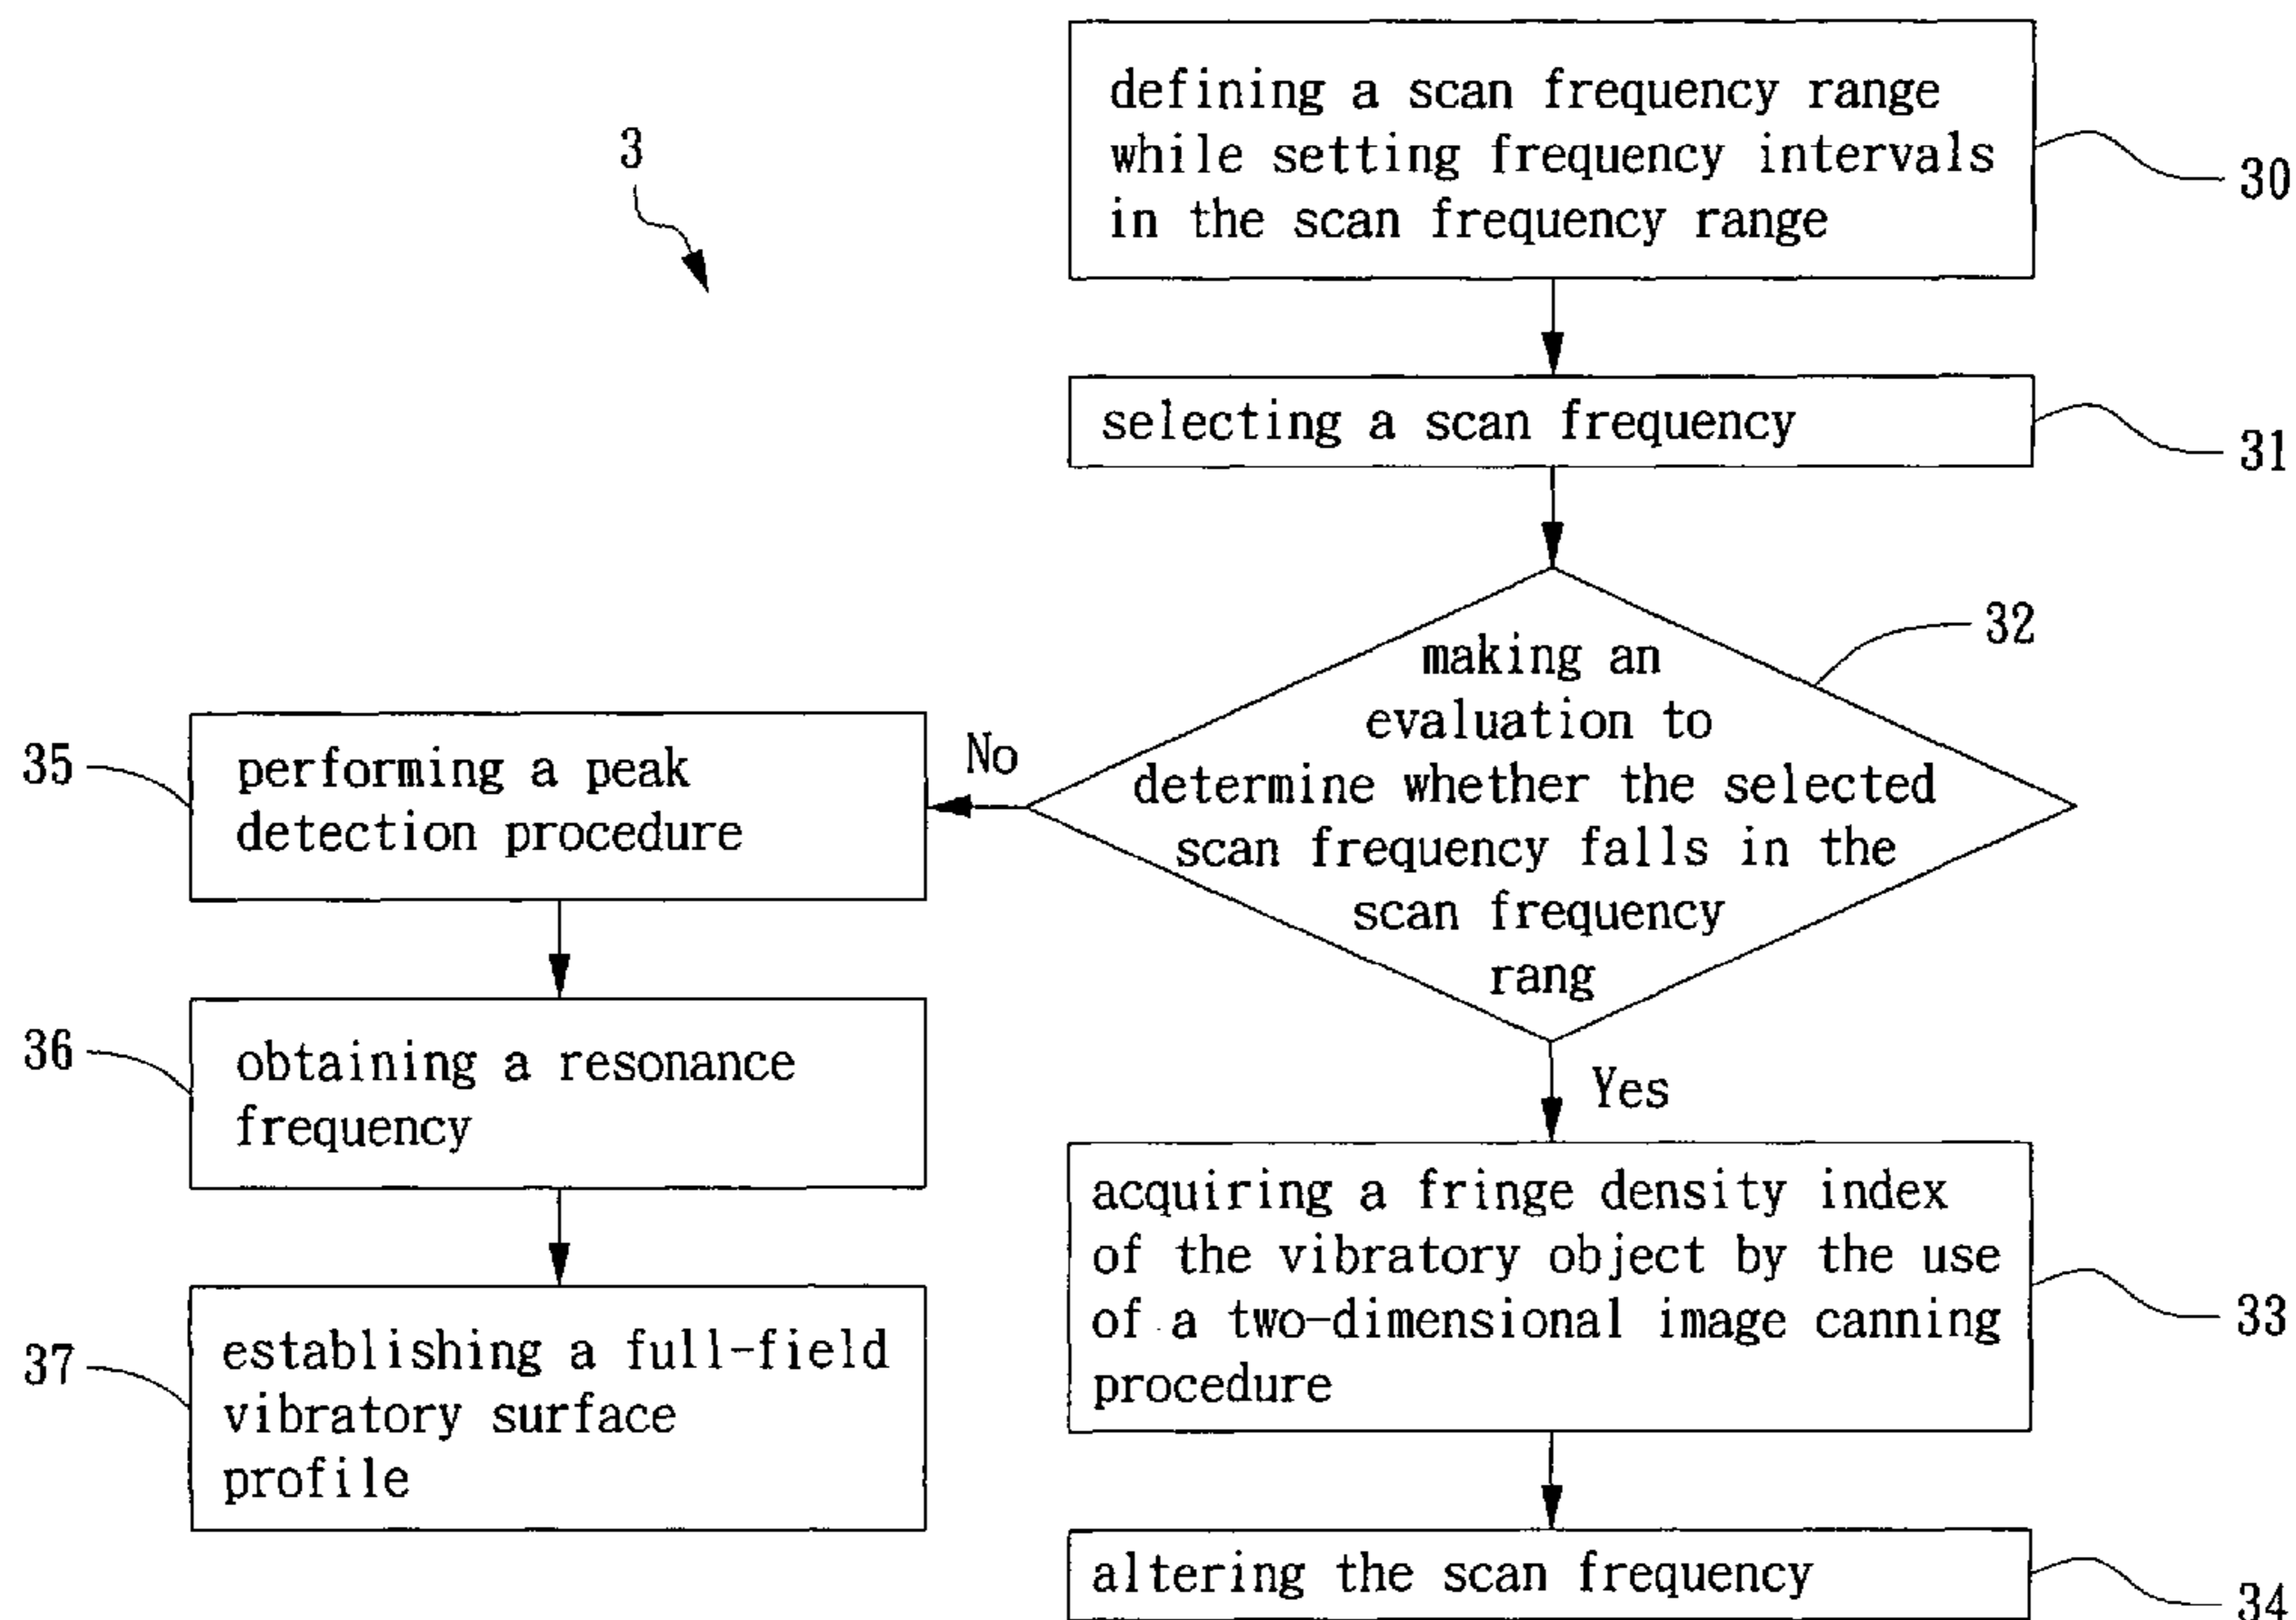 3
defining a scan frequency range
while setting frequency intervals
in the scan frequency range
30
selecting a scan frequency
31
making an
evaluation to
determine whether the selected
scan frequency falls in the
scan frequency
rang
32
No
Yes
35
performing a peak
detection procedure
36
obtaining a resonance
frequency
37
establishing a full-field
vibratory surface
profile
acquiring a fringe density index
of the vibratory object by the use
of a two-dimensional image canning
procedure
33
altering the scan frequency
34